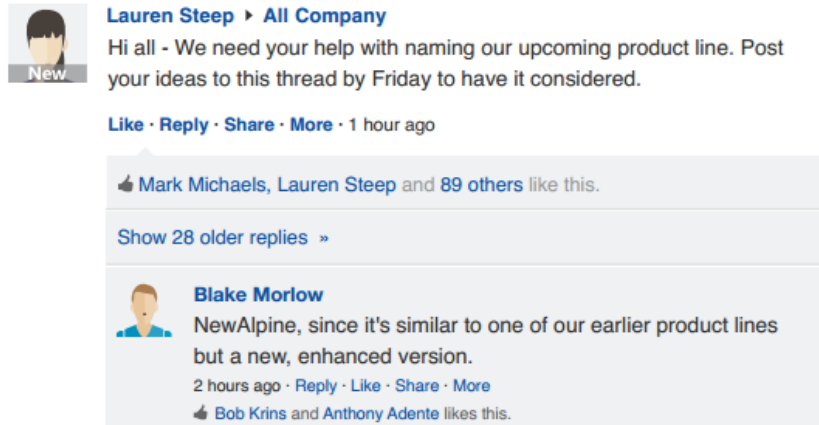 Lauren Steep ▸ All Company
Hi all - We need your help with naming our upcoming product line. Post
your ideas to this thread by Friday to have it considered.
New
Like · Reply · Share · More · 1 hour ago
Mark Michaels, Lauren Steep and 89 others like this.
Show 28 older replies »
Blake Morlow
NewAlpine, since it's similar to one of our earlier product lines
but a new, enhanced version.
2 hours ago · Reply · Like · Share · More
Bob Krins and Anthony Adente likes this.